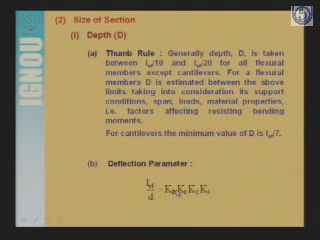 IGNOU
(2) Size of Section
(I) Depth (D)
(a) Thumb Rule : Generally depth, D, is taken
between lef/10 and lef/20 for all flexural
members except cantilevers. For a flexural
members D is estimated between the above
limits taking into consideration its support
conditions, span, loads, material properties,
i.e. factors affecting resisting bending
moments.
For cantilevers the minimum value of D is lef/7.
(b) Deflection Parameter :